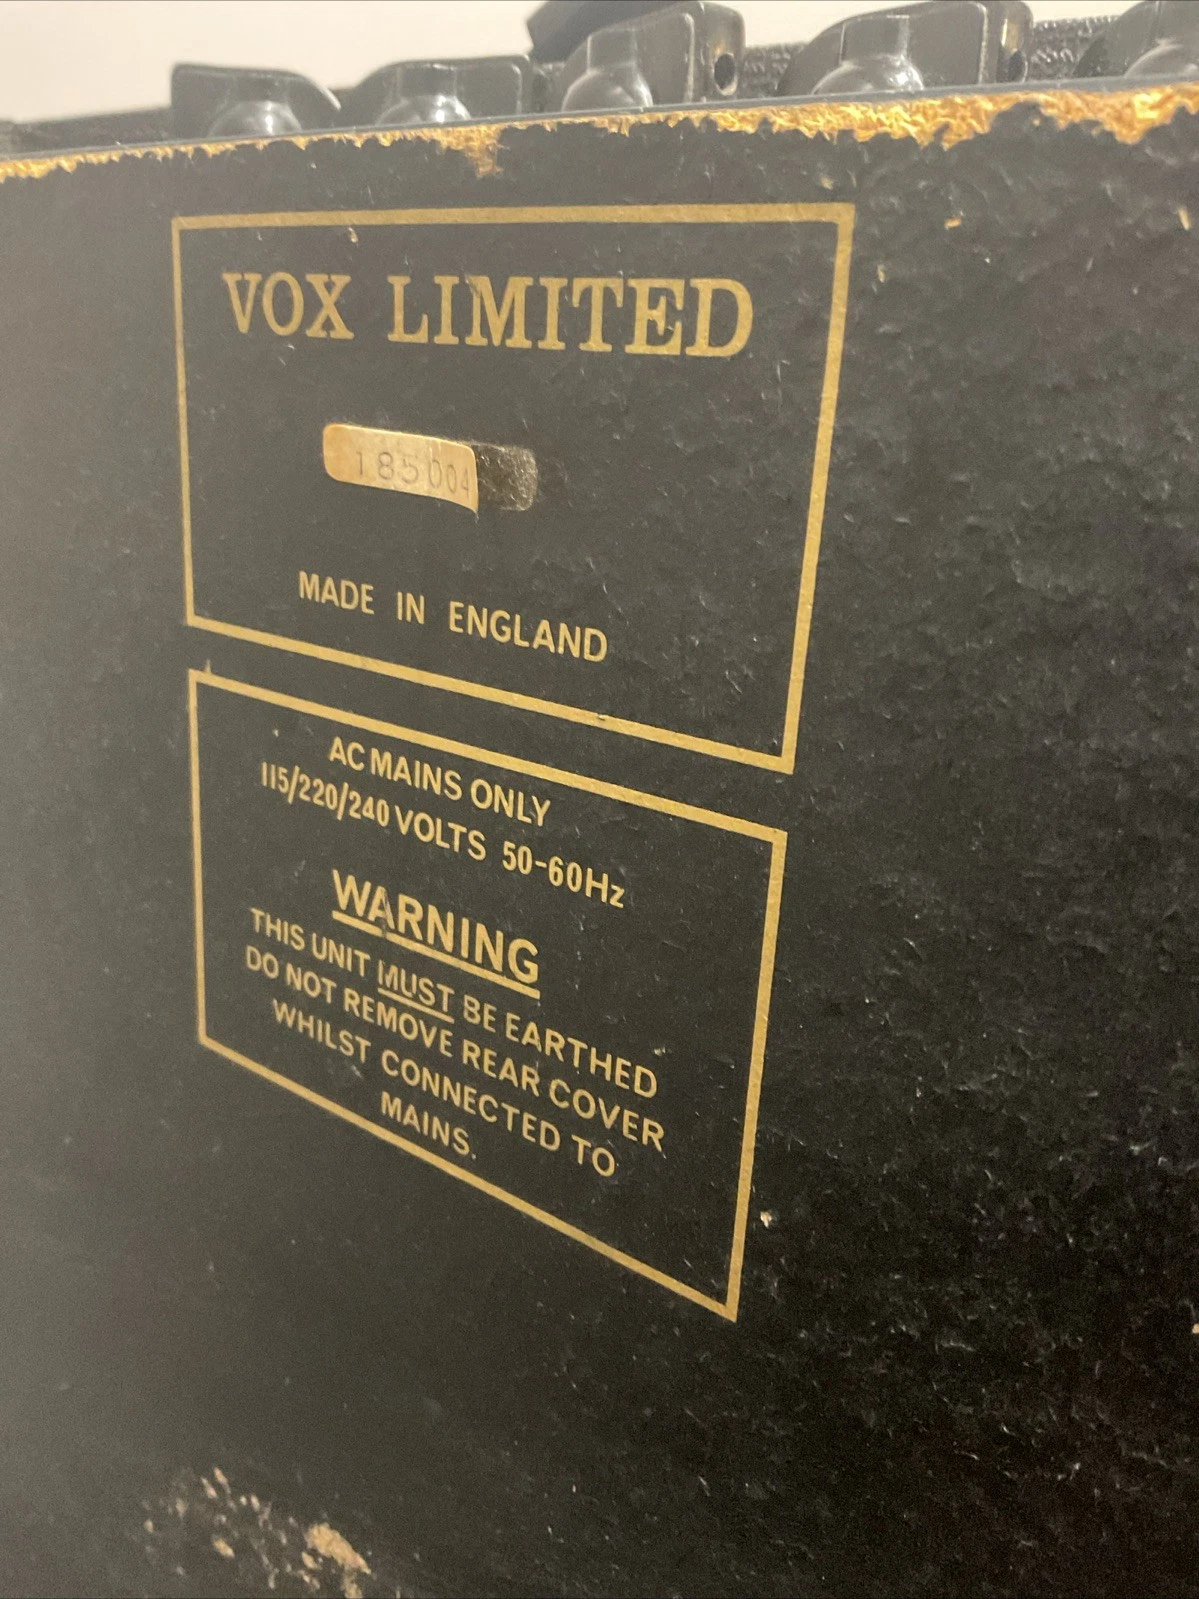 VOX LIMITED
185004
MADE IN ENGLAND
AC MAINS ONLY
115/220/240 VOLTS 50-60Hz
WARNING
THIS UNIT MUST BE EARTHED
DO NOT REMOVE REAR COVER
WHILST CONNECTED TO
MAINS.